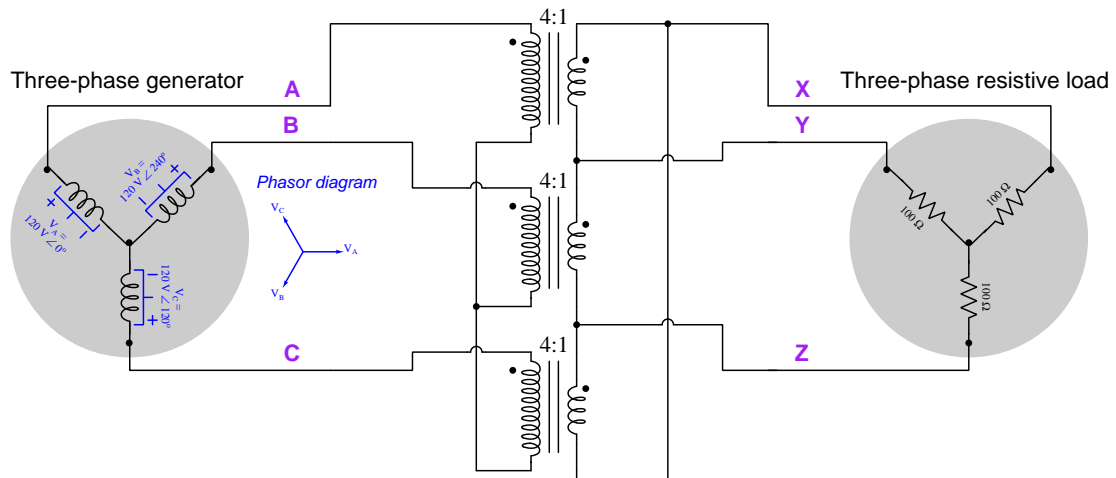 4:1
Three-phase generator
Three-phase resistive load
A
X
B
Y
V_B =
120 V ∠ 240°
V_A =
120 V ∠ 0°
V_C =
120 V ∠ 120°
Phasor diagram
V_C
V_A
V_B
4:1
100 Ω
100 Ω
100 Ω
C
Z
4:1